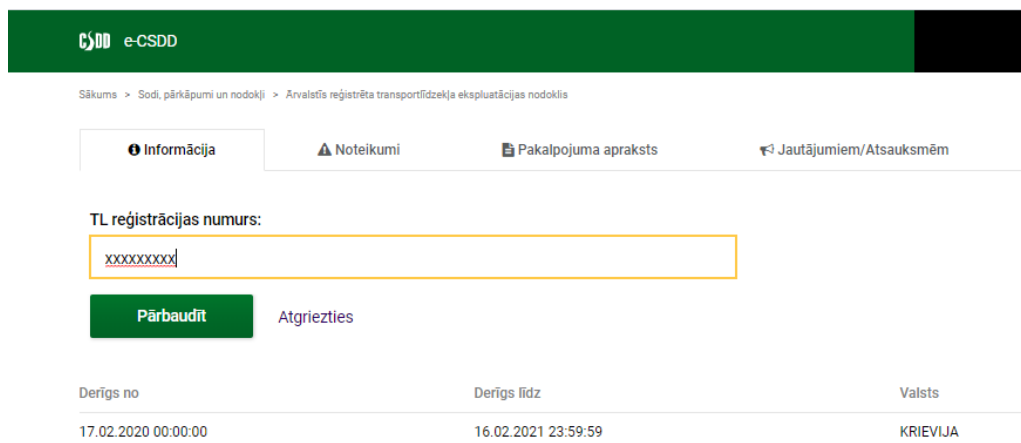 CSDD e-CSDD
Sākums > Sodi, pārkāpumi un nodokļi > Ārvalstīs reģistrēta transportlīdzekļa ekspluatācijas nodoklis
Informācija Noteikumi Pakalpojuma apraksts Jautājumiem/Atsauksmēm
TL reģistrācijas numurs:
xxxxxxxxx
Pārbaudīt Atgriezties
Derīgs no Derīgs līdz Valsts
17.02.2020 00:00:00 16.02.2021 23:59:59 KRIEVIJA